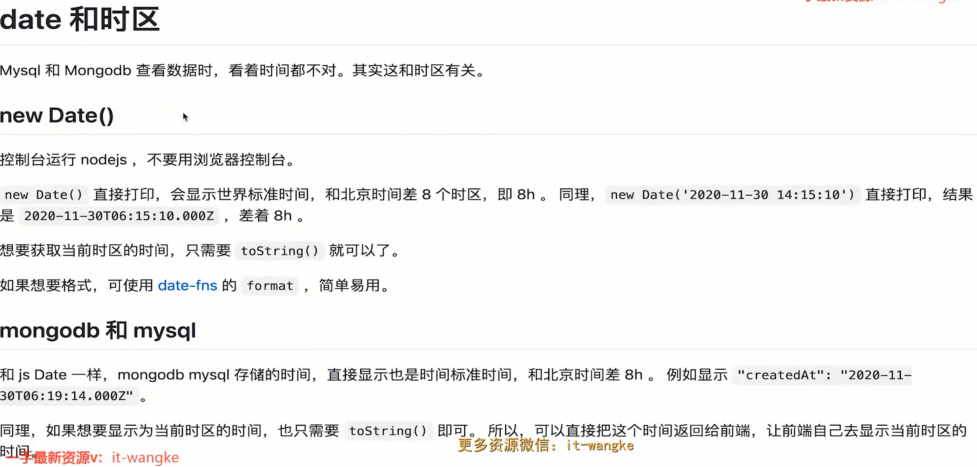 date 和时区
Mysql 和 Mongodb 查看数据时，看着时间都不对。其实这和时区有关。
new Date()
控制台运行 nodejs ，不要用浏览器控制台。
new Date() 直接打印，会显示世界标准时间，和北京时间差 8 个时区，即 8h 。 同理， new Date('2020-11-30 14:15:10') 直接打印，结果
是 2020-11-30T06:15:10.000Z ，差着 8h 。
想要获取当前时区的时间，只需要 toString() 就可以了。
如果想要格式，可使用 date-fns 的 format ，简单易用。
mongodb 和 mysql
和 js Date 一样，mongodb mysql 存储的时间，直接显示也是时间标准时间，和北京时间差 8h 。 例如显示 "createdAt": "2020-11-
30T06:19:14.000Z" 。
同理，如果想要显示为当前时区的时间，也只需要 toString() 即可。 所以，可以直接把这个时间返回给前端，让前端自己去显示当前时区的
时间。
更多资源微信：it-wangke
一手最新资源v：it-wangke